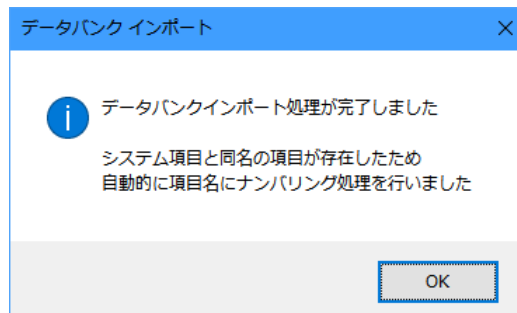 データバンク インポート
データバンクインポート処理が完了しました
システム項目と同名の項目が存在したため
自動的に項目名にナンバリング処理を行いました
OK